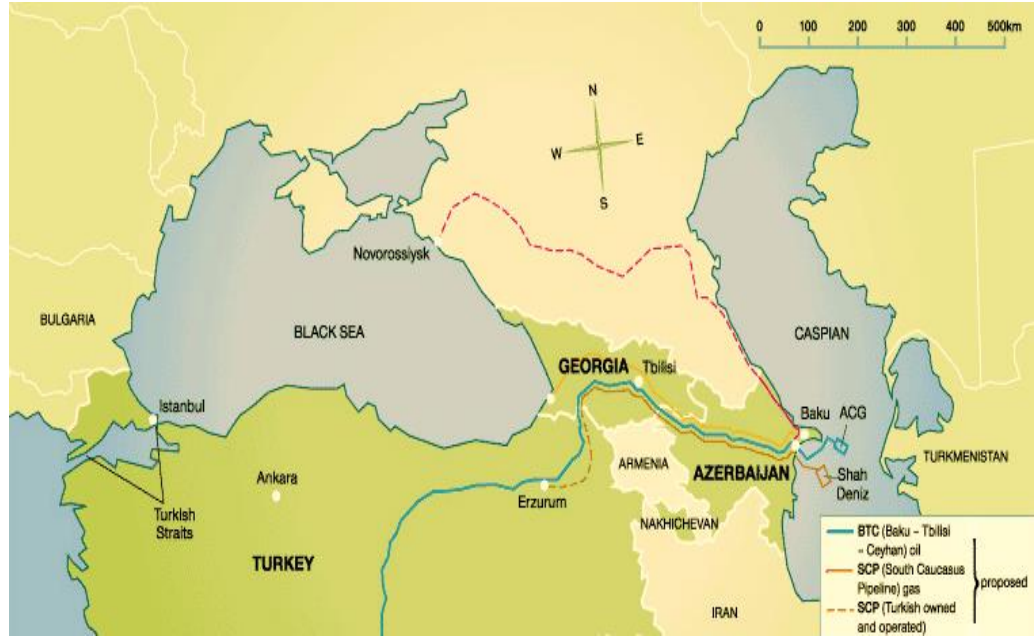 0 100 200 300 400 500km
N
W E
S
Novorossiysk
BULGARIA
BLACK SEA
CASPIAN
GEORGIA
Tbilisi
Istanbul
Baku ACG
ARMENIA
AZERBAIJAN
TURKMENISTAN
Ankara
Erzurum
Shah
Deniz
Turkish
Straits
NAKHICHEVAN
TURKEY
IRAN
BTC (Baku – Tbilisi
– Ceyhan) oil
SCP (South Caucasus
Pipeline) gas
SCP (Turkish owned
and operated)
proposed